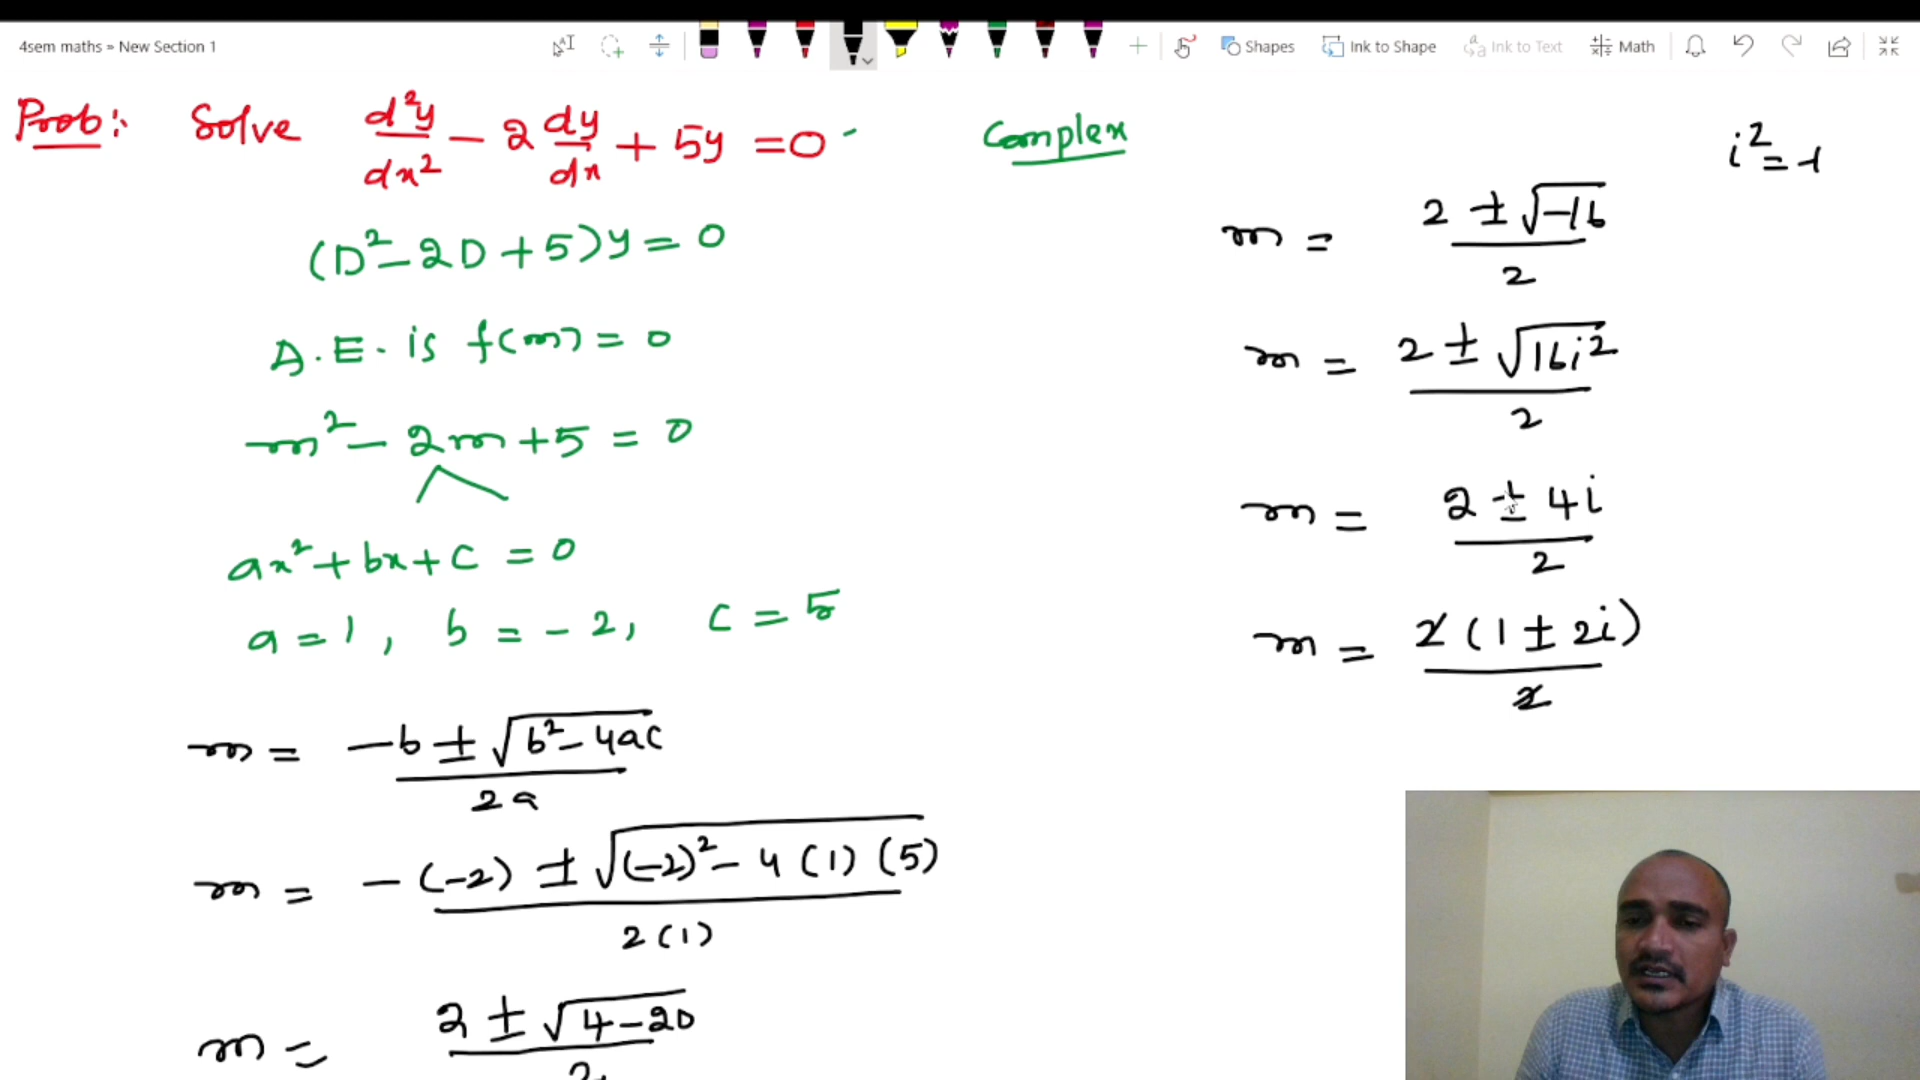 4sem maths » New Section 1
Shapes
Ink to Shape
Ink to Text
Math
Prob: Solve d²y/dx² - 2 dy/dx + 5y = 0
(D² - 2D + 5)y = 0
A.E. is f(m) = 0
m² - 2m + 5 = 0
ax² + bx + c = 0
a = 1, b = -2, c = 5
m = (-b ± √(b² - 4ac))/2a
m = (-(-2) ± √((-2)² - 4(1)(5)))/2(1)
m = (2 ± √(4-20))/2
Complex
i² = -1
m = (2 ± √-16)/2
m = (2 ± √16i²)/2
m = (2 ± 4i)/2
m = 2(1 ± 2i)/2